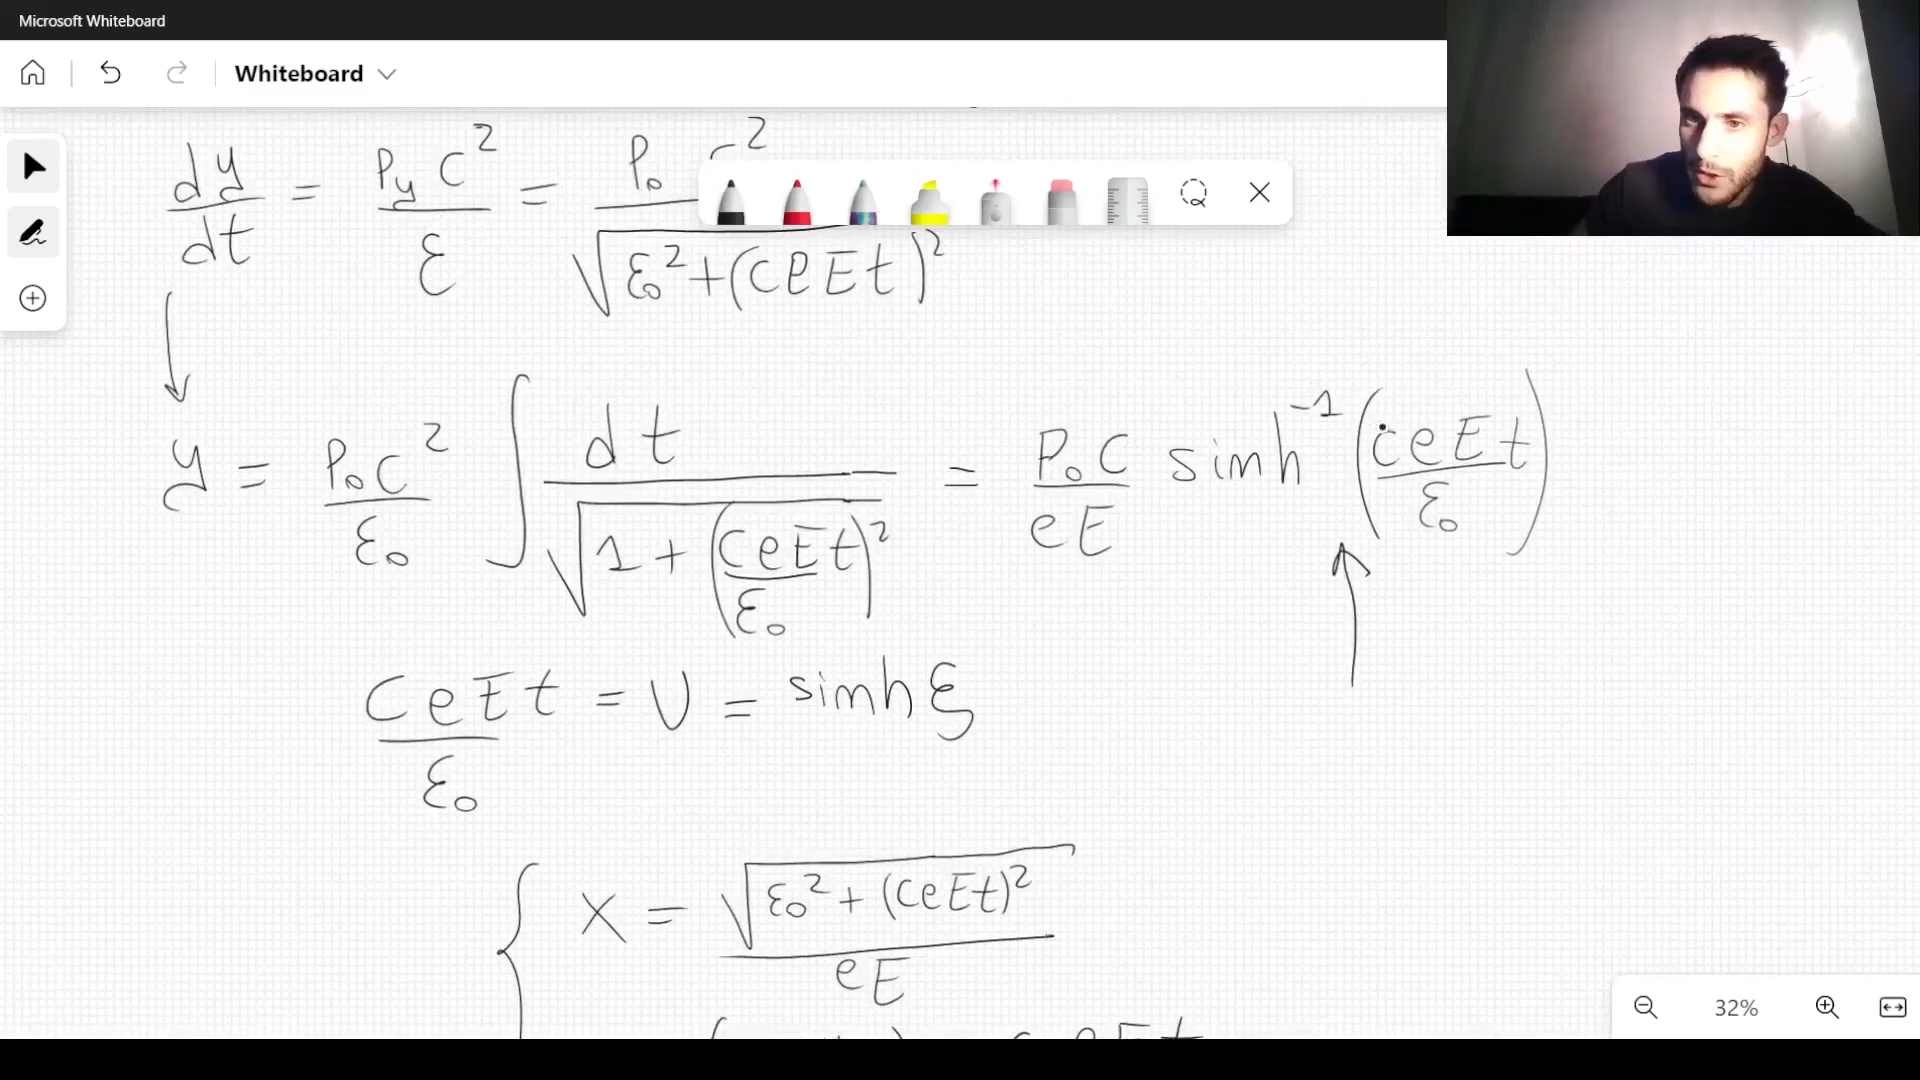 Microsoft Whiteboard
Whiteboard
dy/dt = P_y c²/ε = P₀ c²/√(ε₀² + (ceEt)²)
y = P₀c²/ε₀ ∫ dt/√(1 + (ceEt/ε₀)²) = P₀c/eE sinh⁻¹(ceEt/ε₀)
ceEt/ε₀ = U = sinh ξ
x = √(ε₀² + (ceEt)²)/eE
32%